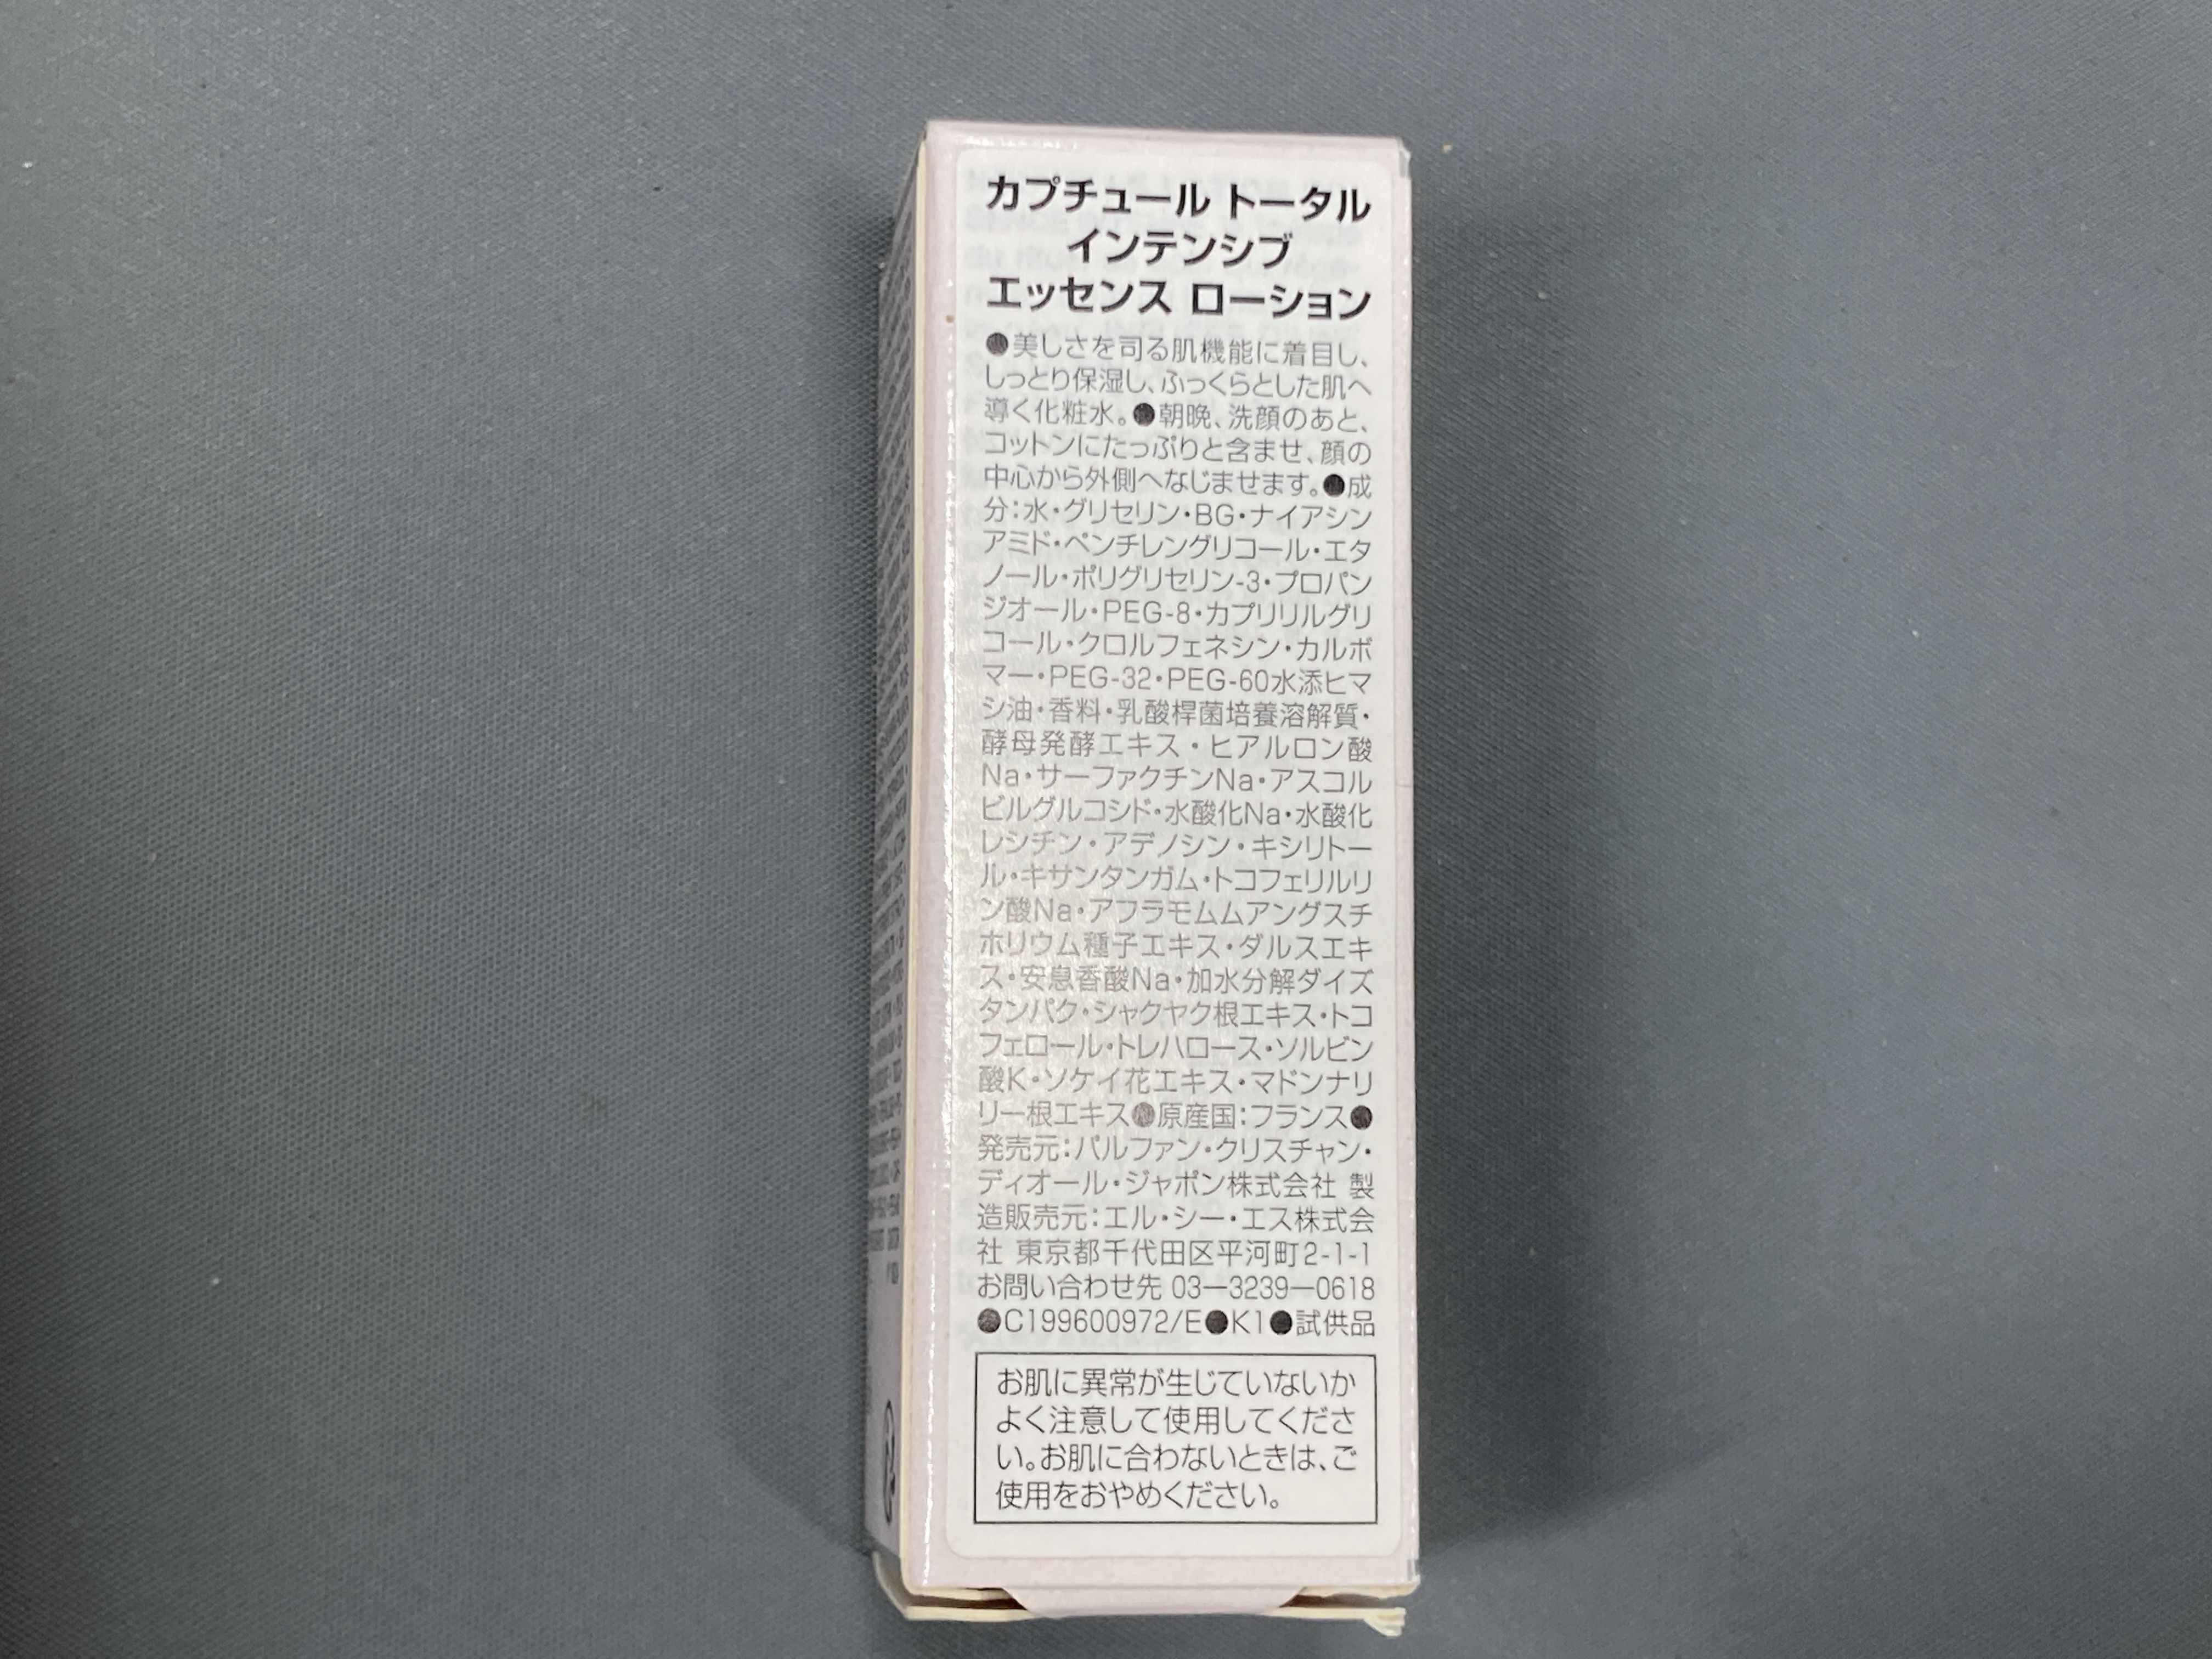 カプチュール トータル
インテンシブ
エッセンス ローション
●美しさを司る肌機能に着目し、
しっとり保湿し、ふっくらとした肌へ
導く化粧水。●朝晩、洗顔のあと、
コットンにたっぷりと含ませ、顔の
中心から外側へなじませます。●成
分：水・グリセリン・BG・ナイアシン
アミド・ペンチレングリコール・エタ
ノール・ポリグリセリン-3・プロパン
ジオール・PEG-8・カプリリルグリ
コール・クロルフェネシン・カルボ
マー・PEG-32・PEG-60水添ヒマ
シ油・香料・乳酸桿菌培養溶解質・
酵母発酵エキス・ヒアルロン酸
Na・サーファクチンNa・アスコル
ビルグルコシド・水酸化Na・水酸化
レシチン・アデノシン・キシリトー
ル・キサンタンガム・トコフェリルリ
ン酸Na・アフラモムムアングスチ
ホリウム種子エキス・ダルスエキ
ス・安息香酸Na・加水分解ダイズ
タンパク・シャクヤク根エキス・トコ
フェロール・トレハロース・ソルビン
酸K・ソケイ花エキス・マドンナリ
リー根エキス●原産国：フランス●
発売元：パルファン・クリスチャン・
ディオール・ジャポン株式会社 製
造販売元：エル・シー・エス株式会
社 東京都千代田区平河町2-1-1
お問い合わせ先 03—3239—0618
●C199600972/E●K1●試供品
お肌に異常が生じていないか
よく注意して使用してくださ
い。お肌に合わないときは、ご
使用をおやめください。